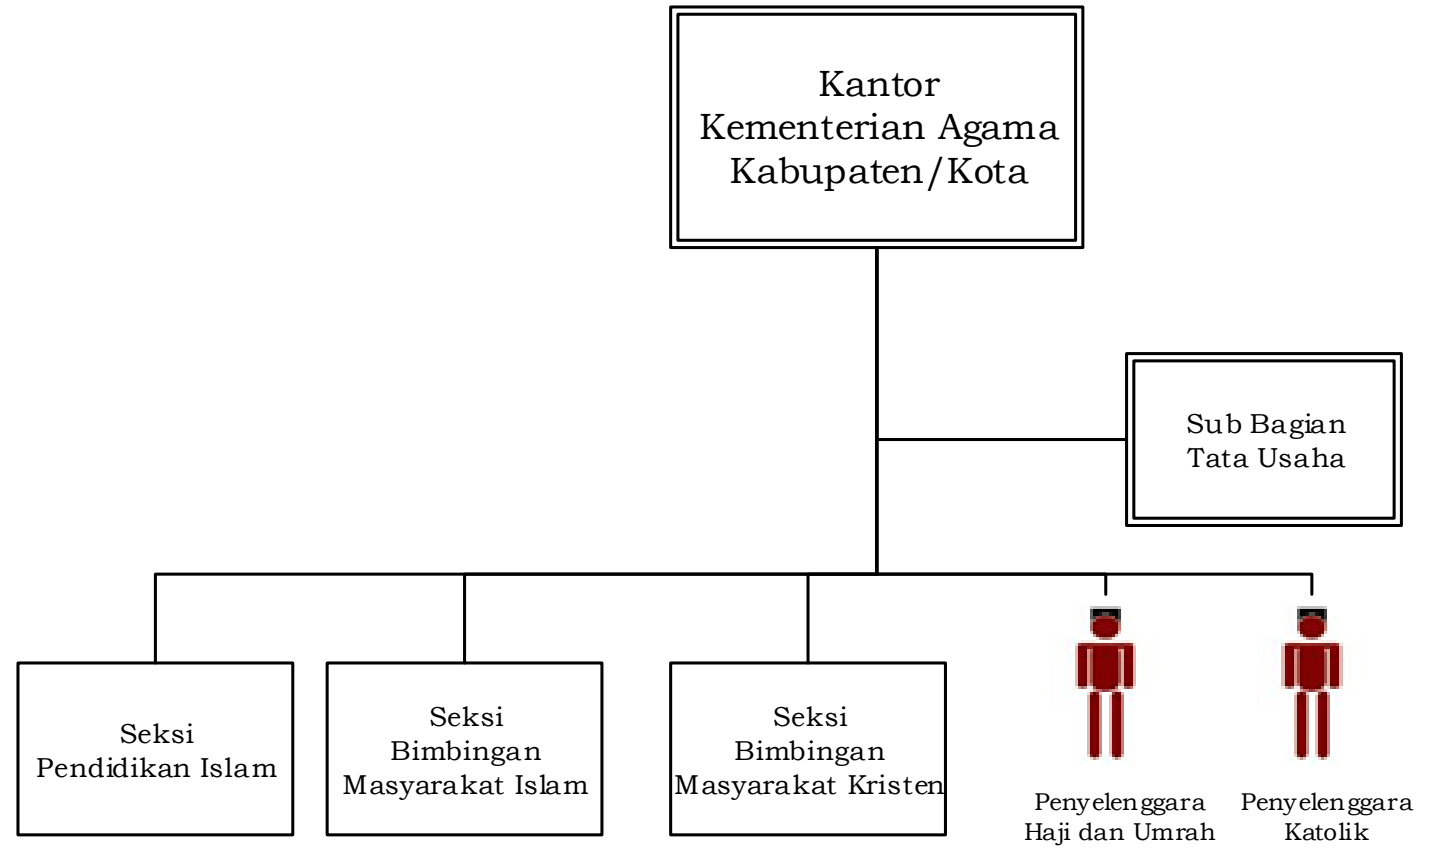 Kantor
Kementerian Agama
Kabupaten/Kota
Sub Bagian
Tata Usaha
Seksi
Pendidikan Islam
Seksi
Bimbingan
Masyarakat Islam
Seksi
Bimbingan
Masyarakat Kristen
Penyelenggara
Haji dan Umrah
Penyelenggara
Katolik